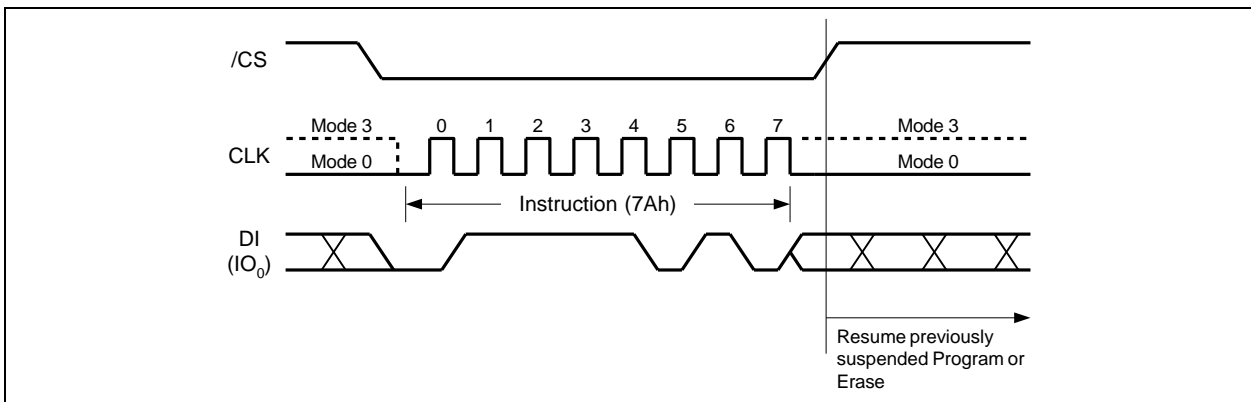 /CS
Mode 3
0 1 2 3 4 5 6 7
Mode 3
CLK
Mode 0
Mode 0
Instruction (7Ah)
DI
(IO₀)
Resume previously
suspended Program or
Erase